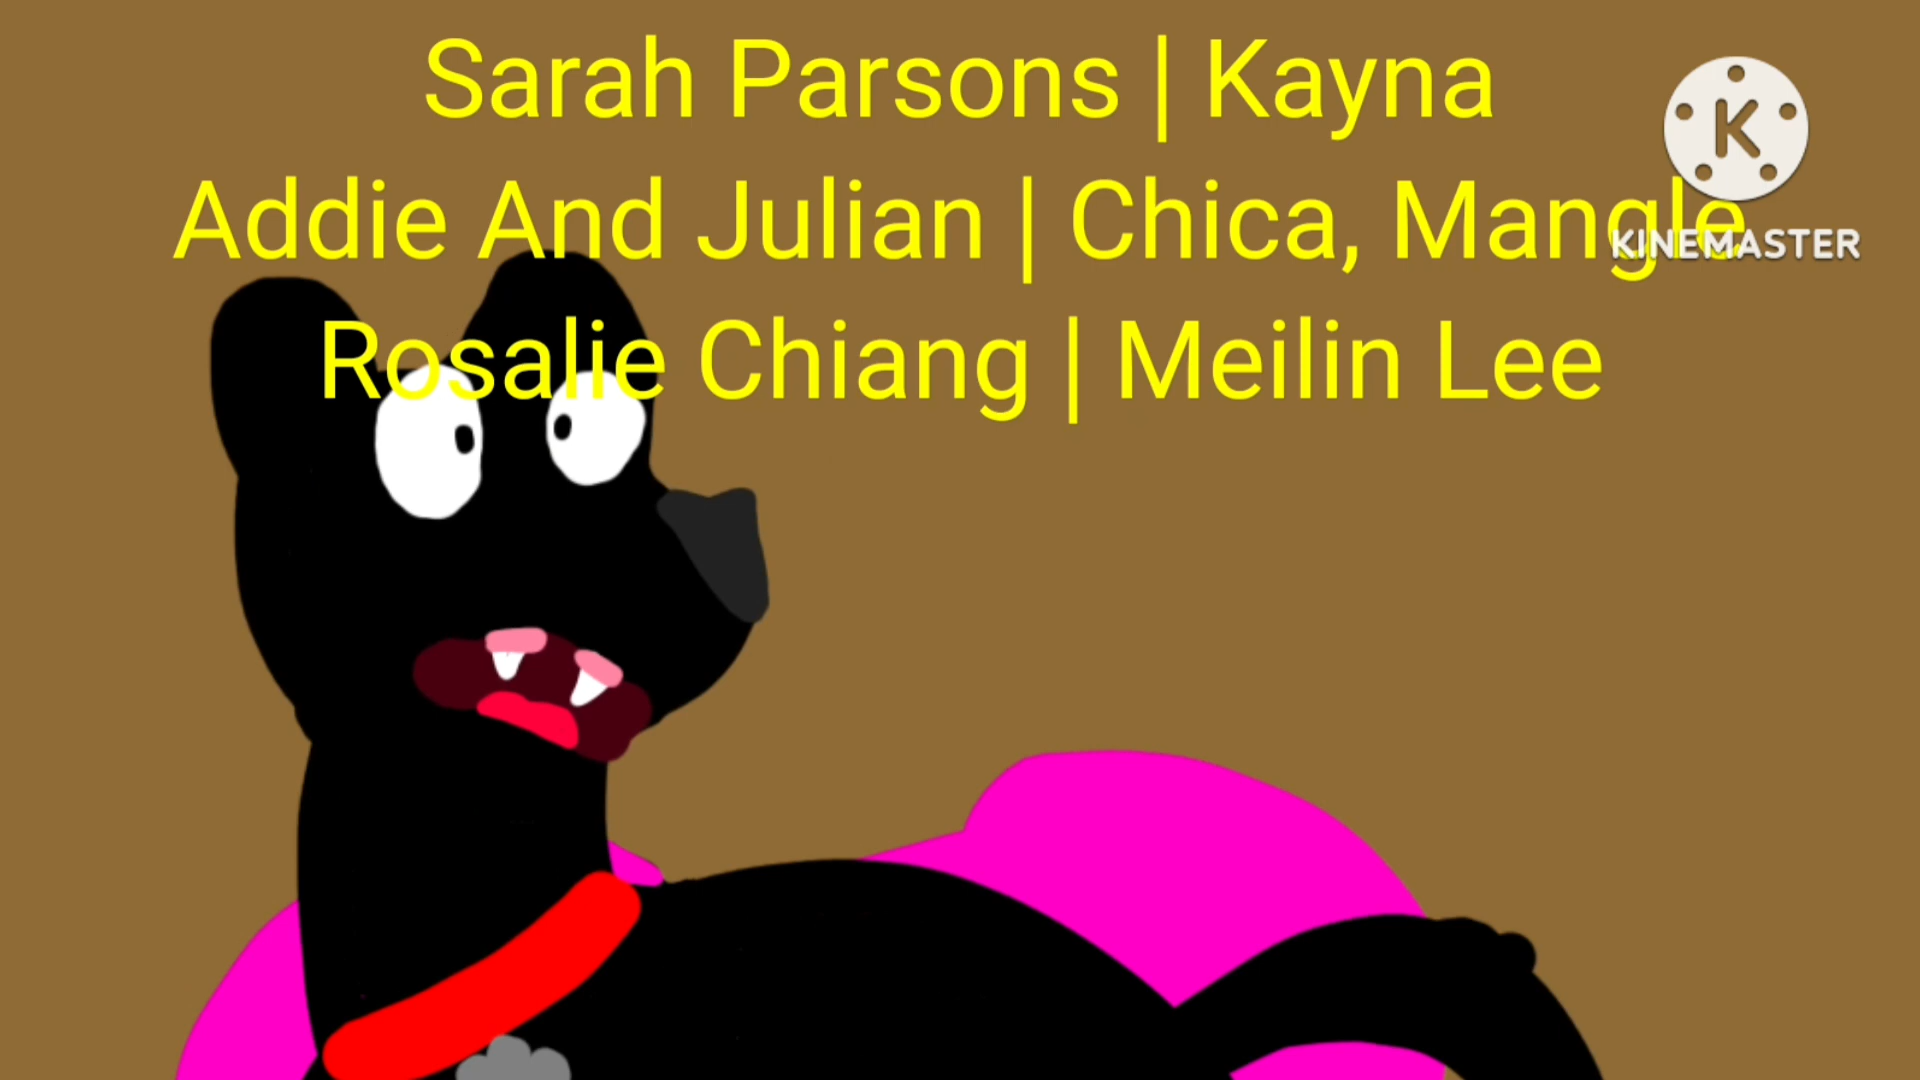 Sarah Parsons | Kayna
Addie And Julian | Chica, Mangle
Rosalie Chiang | Meilin Lee
K
KINEMASTER